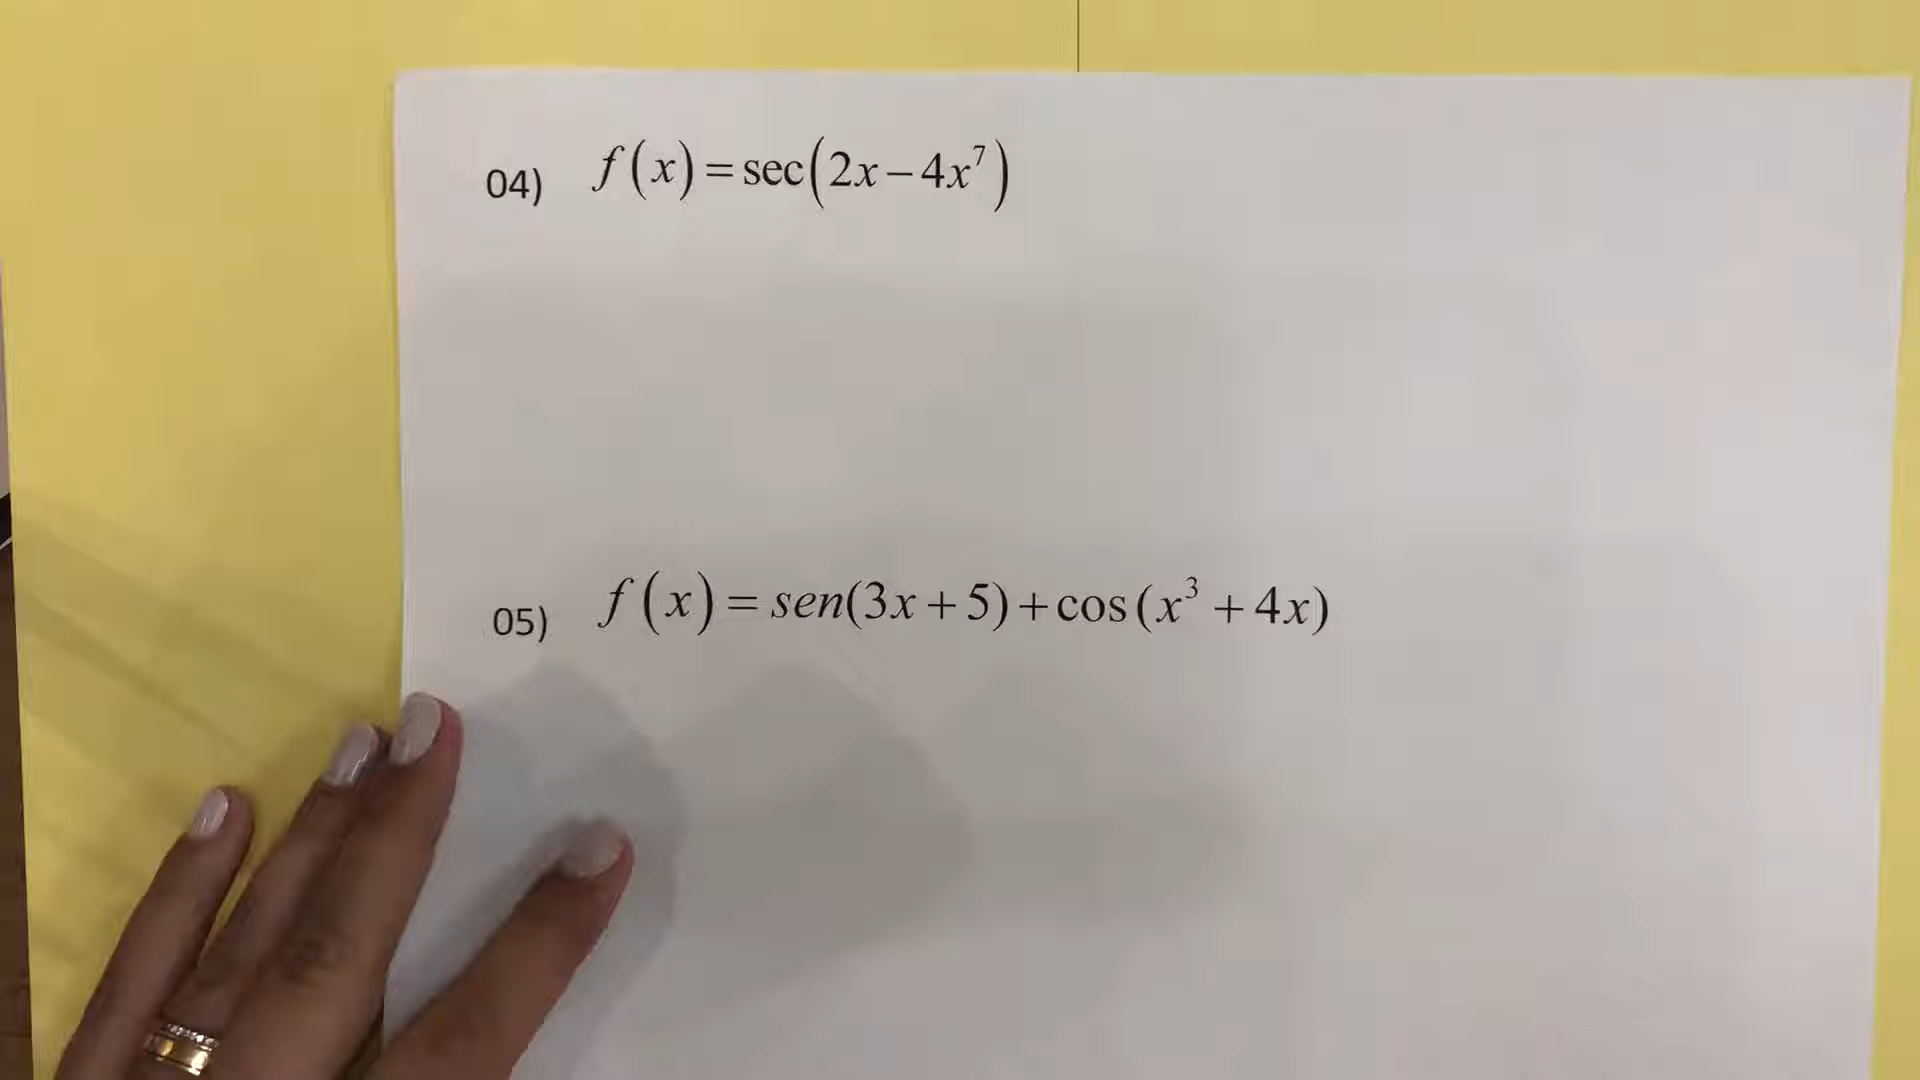 04) f(x)=sec(2x−4x⁷)
05) f(x)=sen(3x+5)+cos(x³+4x)